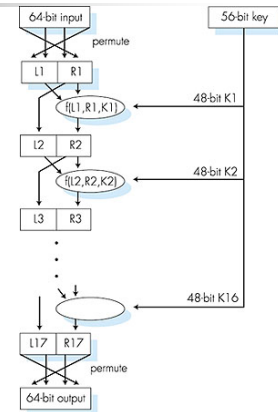 64-bit input
56-bit key
permute
L1 R1
f(L1,R1,K1)
48-bit K1
L2 R2
f(L2,R2,K2)
48-bit K2
L3 R3
48-bit K16
L17 R17
permute
64-bit output